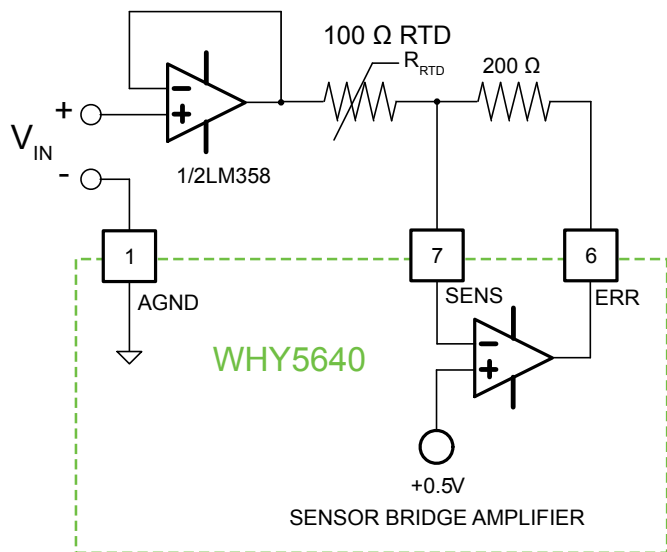 100 Ω RTD
R_RTD
200 Ω
+
V_IN
-
-
+
1/2LM358
1
7
6
AGND
SENS
ERR
WHY5640
-
+
+0.5V
SENSOR BRIDGE AMPLIFIER